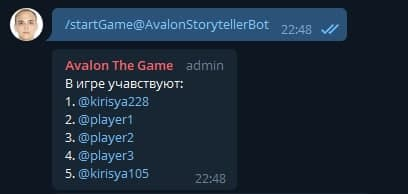 /startGame@AvalonStorytellerBot 22:48
Avalon The Game admin
В игре учавствуют:
1. @kirisya228
2. @player1
3. @player2
4. @player3
5. @kirisya105
22:48